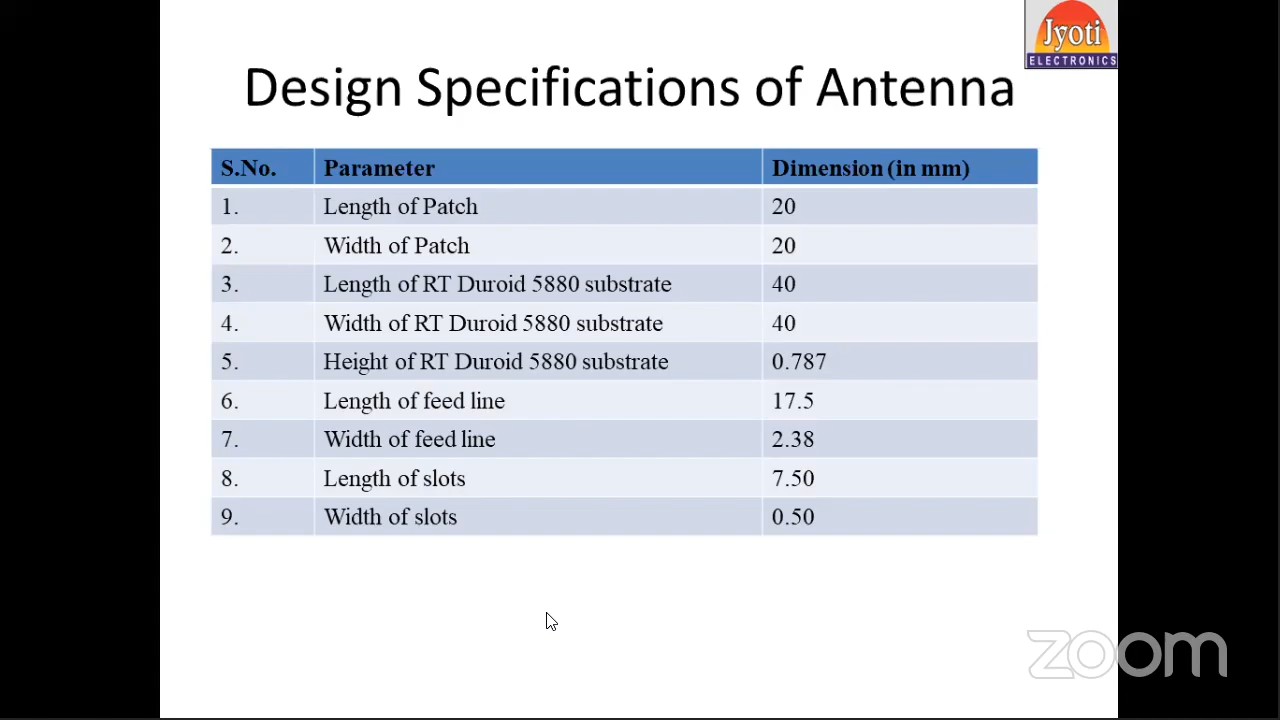 Jyoti
ELECTRONICS
Design Specifications of Antenna
S.No. Parameter Dimension (in mm)
1. Length of Patch 20
2. Width of Patch 20
3. Length of RT Duroid 5880 substrate 40
4. Width of RT Duroid 5880 substrate 40
5. Height of RT Duroid 5880 substrate 0.787
6. Length of feed line 17.5
7. Width of feed line 2.38
8. Length of slots 7.50
9. Width of slots 0.50
zoom